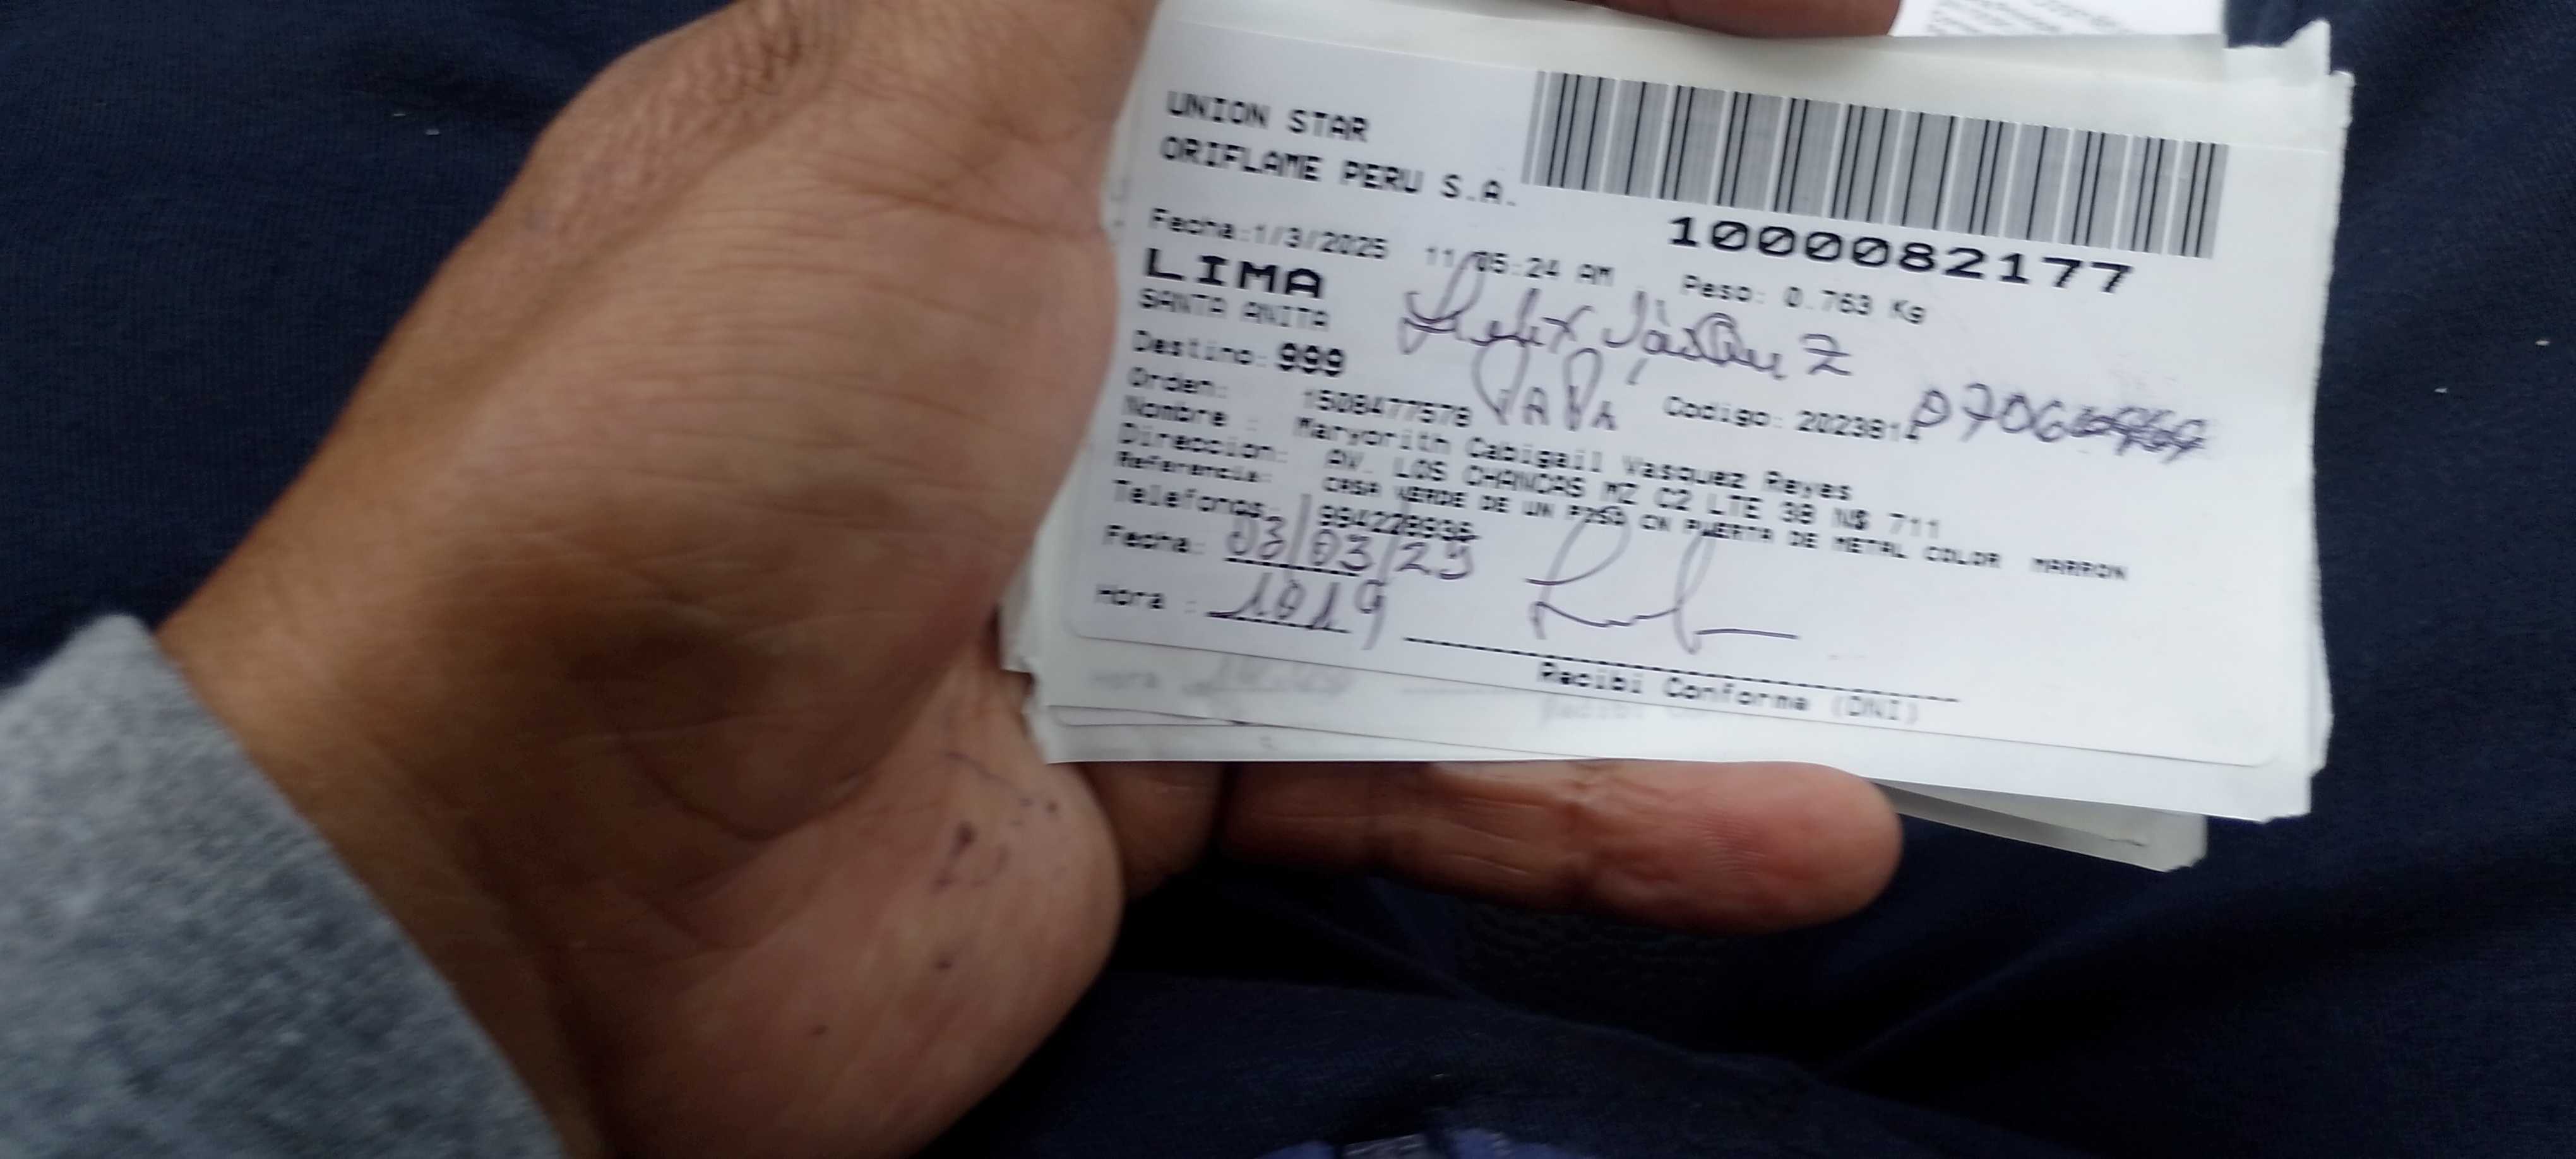 UNION STAR
ORIFLAME PERU S.A.
1000082177
Fecha:1/3/2025 11:05:24 AM Peso: 0.763 Kg
LIMA
SANTA ANITA
Destino: 999
PAPA
Orden: 1508477578 Codigo: 2023814
Nombre : Maryorith Cabigail Vasquez Reyes
Direccion: AV. LOS CHANCAS MZ C2 LTE 38 N$ 711
Referencia: CASA VERDE DE UN PISO CN PUERTA DE METAL COLOR MARRON
Telefonos:
Fecha: 03/03/25
Hora : 1019
Recibi Conforme (DNI)